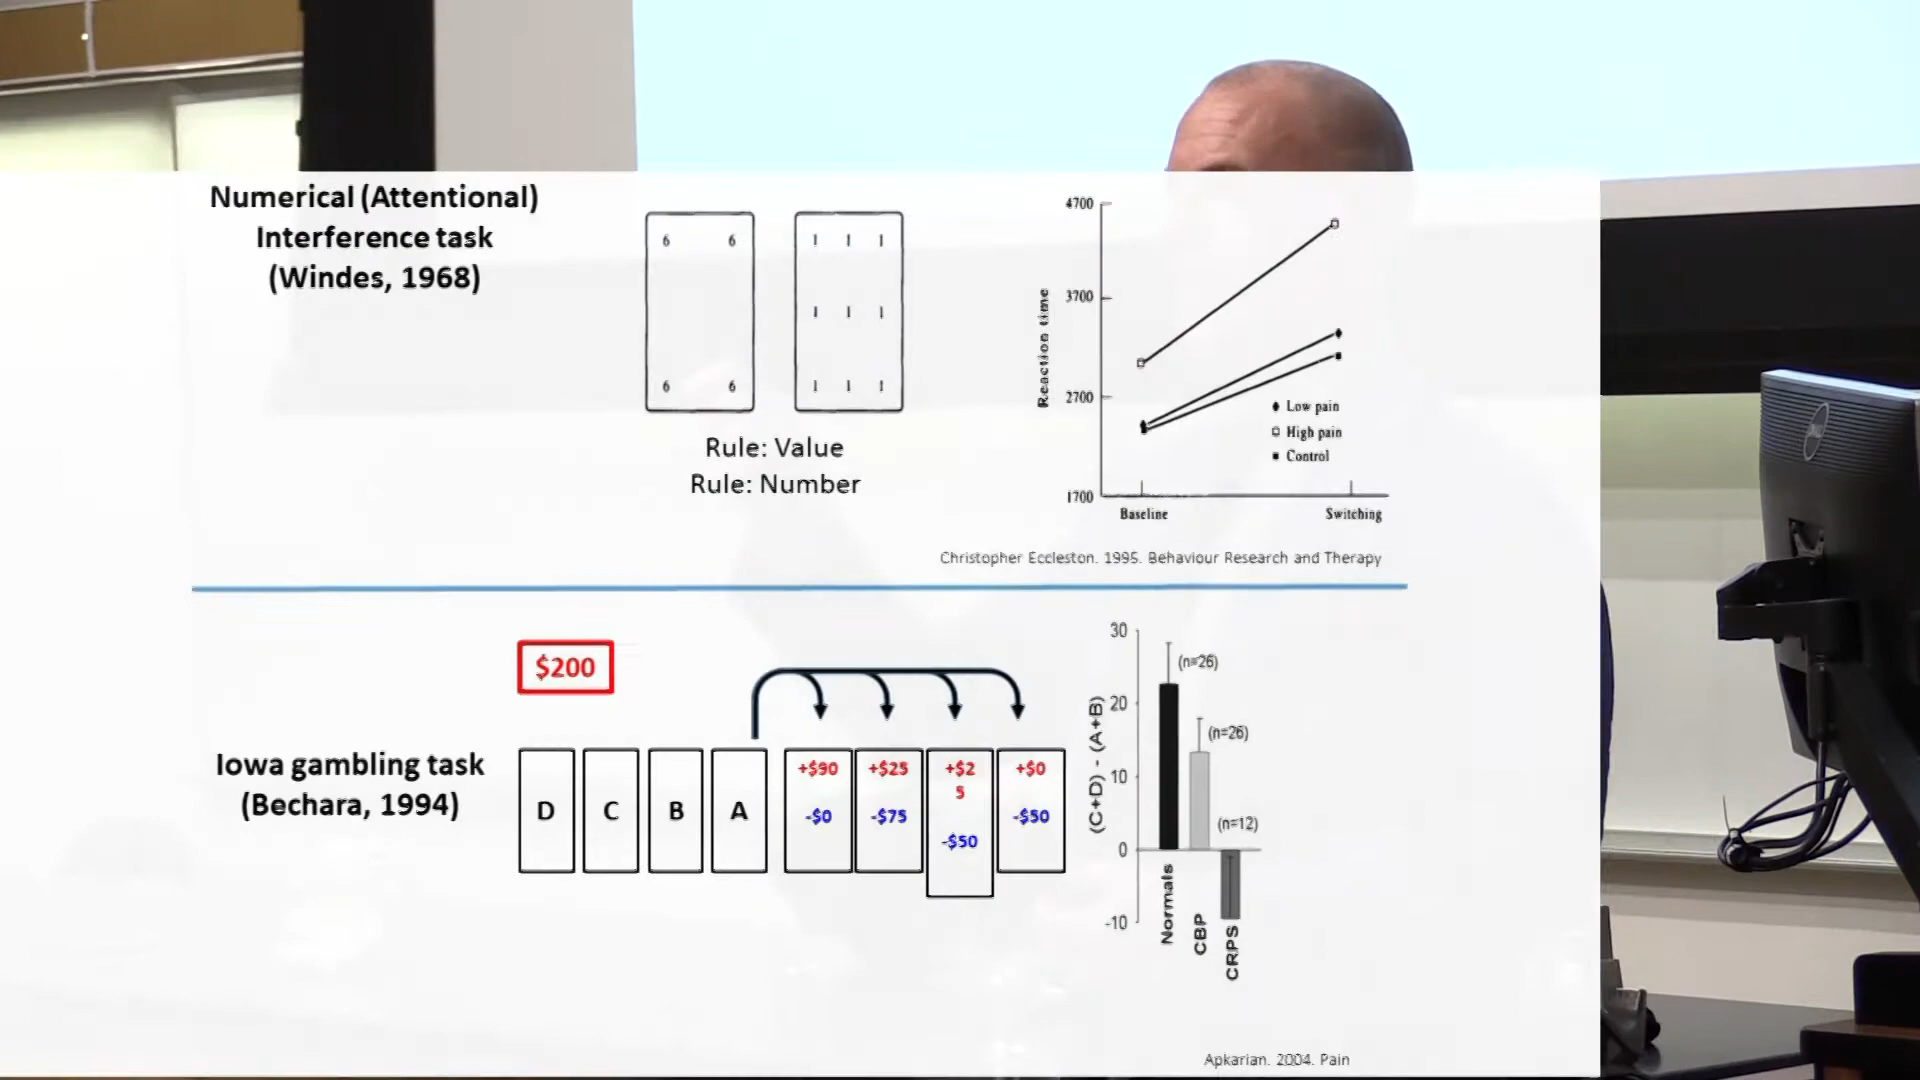 Numerical (Attentional)
Interference task
(Windes, 1968)
6 6
6 6
1 1 1
1 1 1
1 1 1
Rule: Value
Rule: Number
4700
3700
2700
1700
Reaction time
Low pain
High pain
Control
Baseline Switching
Christopher Eccleston. 1995. Behaviour Research and Therapy
$200
Iowa gambling task
(Bechara, 1994)
D C B A
+$90
-$0
+$25
-$75
+$2
5
-$50
+$0
-$50
30
20
10
0
-10
(C+D) - (A+B)
(n=26)
(n=26)
(n=12)
Normals
CBP
CRPS
Apkarian. 2004. Pain
DELL